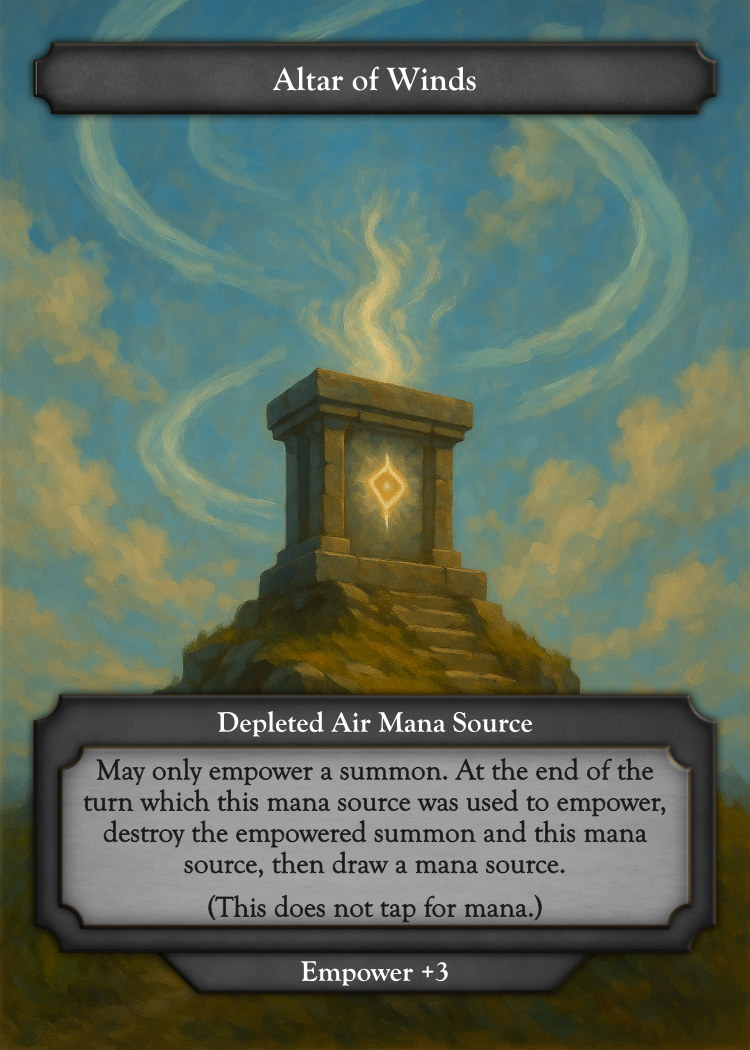 Altar of Winds
Depleted Air Mana Source
May only empower a summon. At the end of the
turn which this mana source was used to empower,
destroy the empowered summon and this mana
source, then draw a mana source.
(This does not tap for mana.)
Empower +3